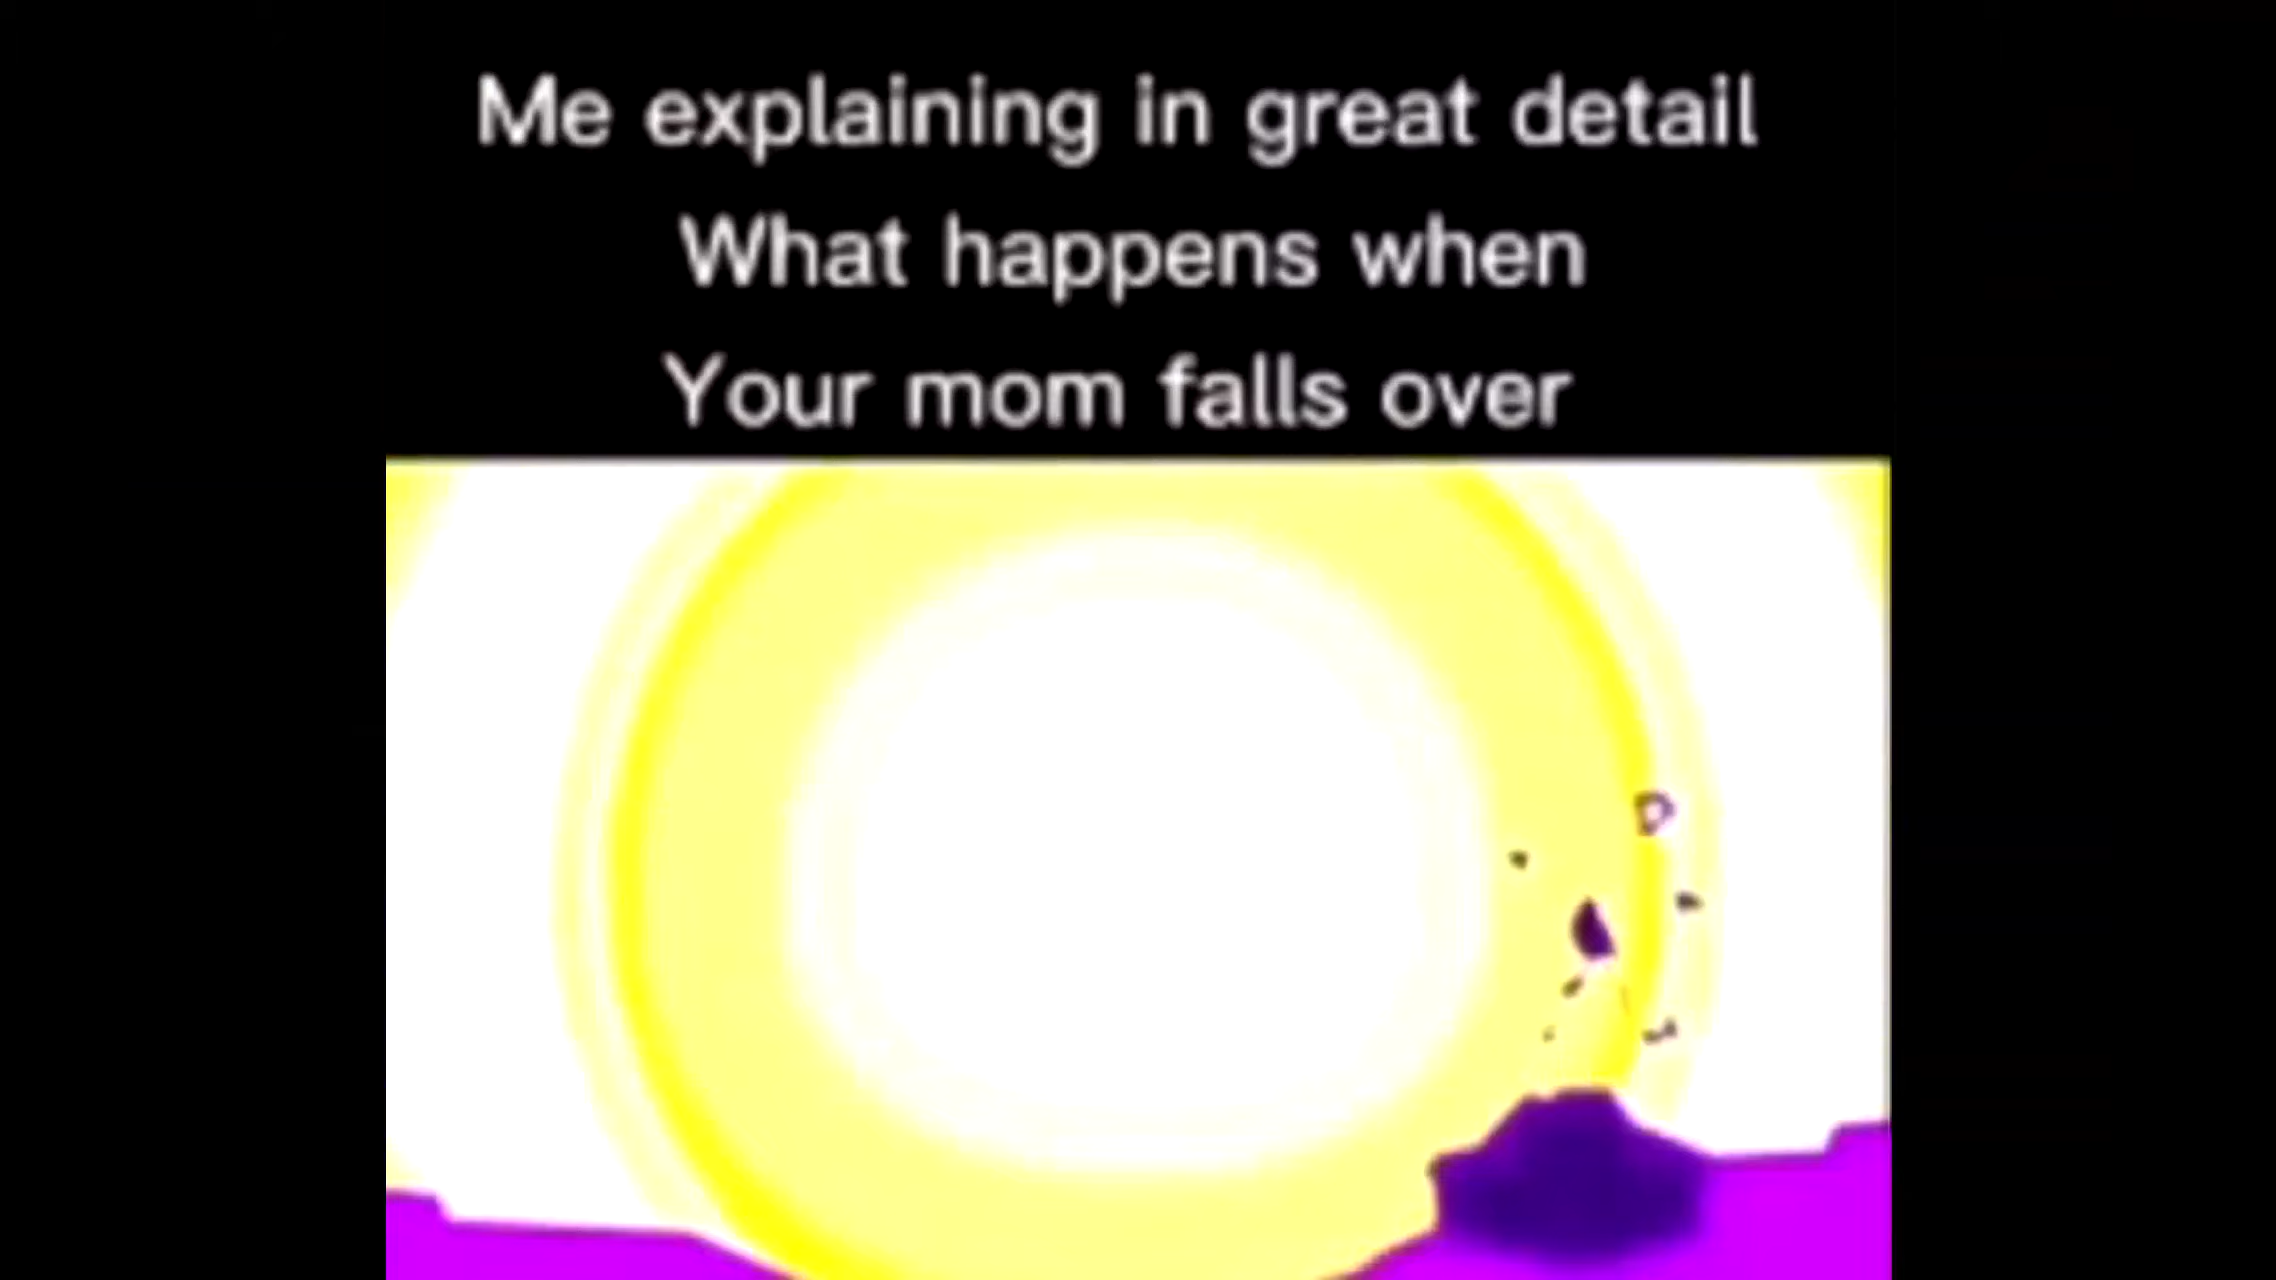 Me explaining in great detail
What happens when
Your mom falls over